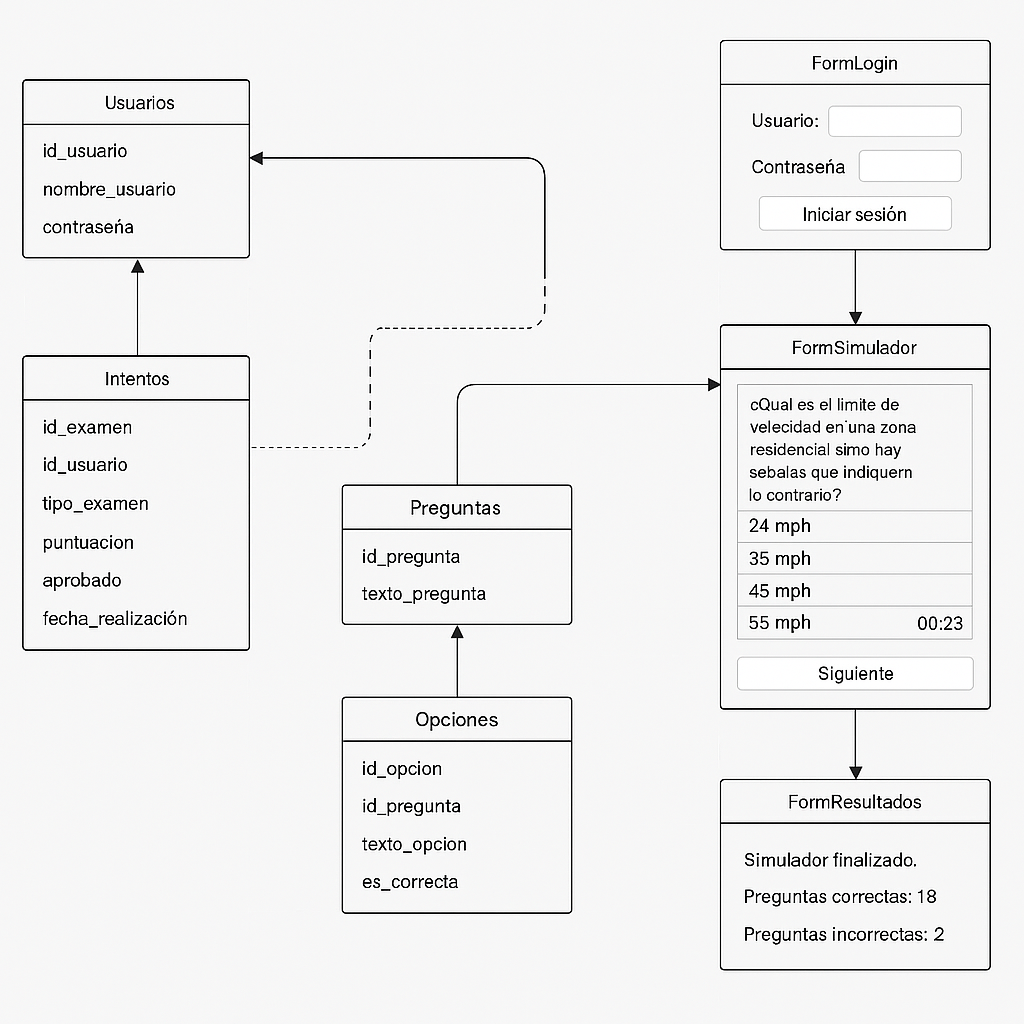 Usuarios
id_usuario
nombre_usuario
contraseńa
Intentos
id_examen
id_usuario
tipo_examen
puntuacion
aprobado
fecha_realización
Preguntas
id_pregunta
texto_pregunta
Opciones
id_opcion
id_pregunta
texto_opcion
es_correcta
FormLogin
Usuario:
Contraseńa
Iniciar sesión
FormSimulador
cQual es el limite de
velocidad en˙una zona
residencial simo hay
sebalas que indiquern
lo contrario?
24 mph
35 mph
45 mph
55 mph 00:23
Siguiente
FormResultados
Simulador finalizado.
Preguntas correctas: 18
Preguntas incorrectas: 2